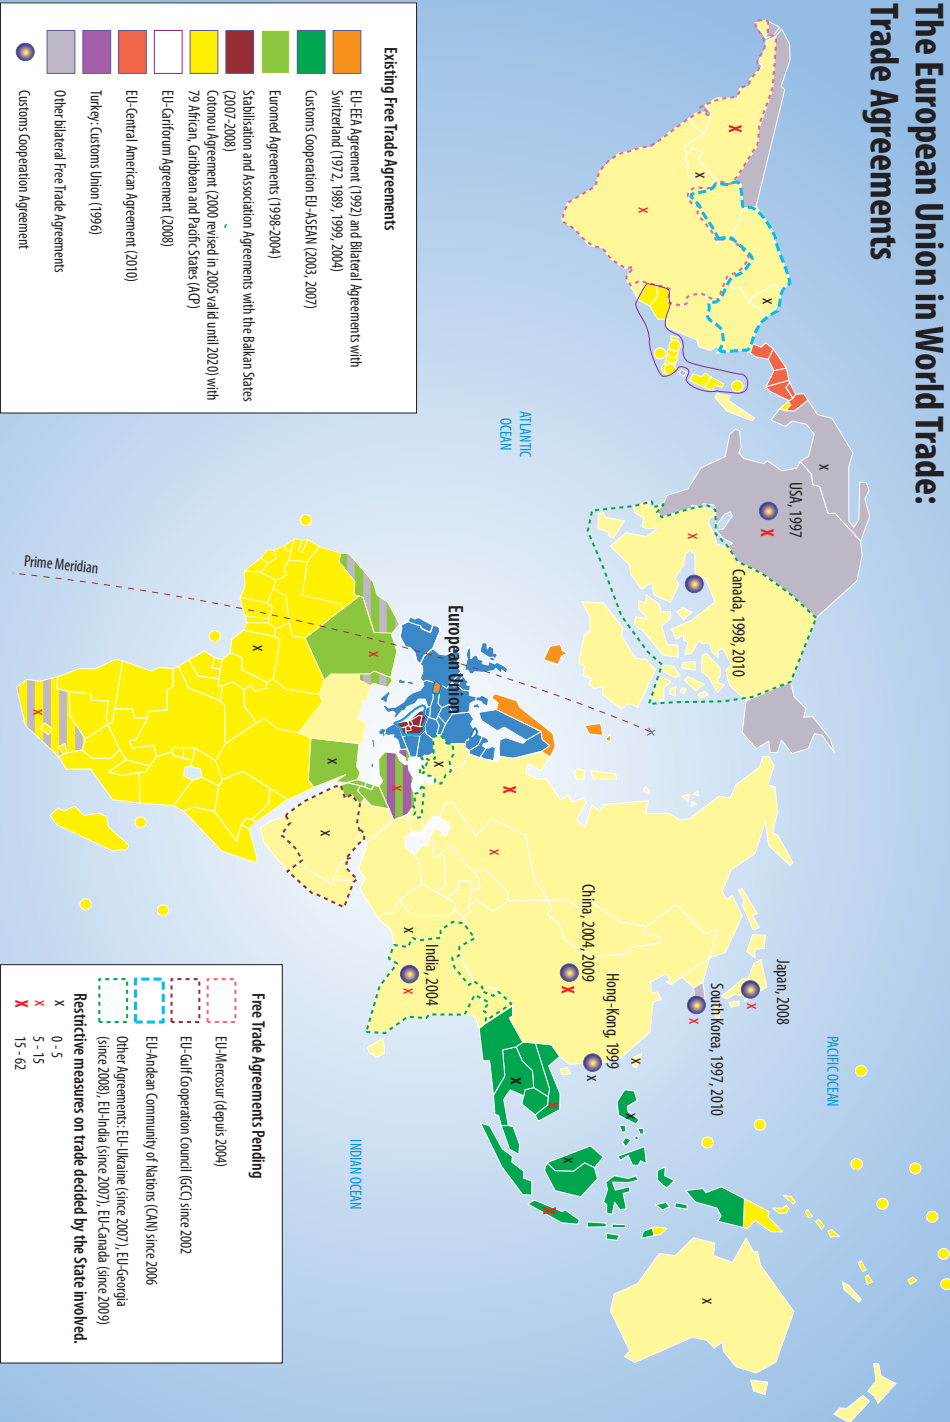 The European Union in World Trade:
Trade Agreements
USA, 1997
Canada, 1998, 2010
ATLANTIC
OCEAN
European Union
Prime Meridian
China, 2004, 2009
Hong-Kong, 1999
India, 2004
Japan, 2008
South Korea, 1997, 2010
PACIFIC OCEAN
INDIAN OCEAN
Existing Free Trade Agreements
EU-EEA Agreement (1992) and Bilateral Agreements with
Switzerland (1972, 1989, 1999, 2004)
Customs Cooperation EU-ASEAN (2003, 2007)
Euromed Agreements (1998-2004)
Stabilisation and Association Agreements with the Balkan States
(2007-2008)
Cotonou Agreement (2000 revised in 2005 valid until 2020) with
79 African, Caribbean and Pacific States (ACP)
EU-Cariforum Agreement (2008)
EU-Central American Agreement (2010)
Turkey: Customs Union (1996)
Other bilateral Free Trade Agreements
Customs Cooperation Agreement
Free Trade Agreements Pending
EU-Mercosur (depuis 2004)
EU-Gulf Cooperation Council (GCC) since 2002
EU-Andean Community of Nations (CAN) since 2006
Other Agreements: EU-Ukraine (since 2007), EU-Georgia
(since 2008), EU-India (since 2007), EU-Canada (since 2009)
Restrictive measures on trade decided by the State involved.
x 0 - 5
x 5 - 15
x 15 - 62